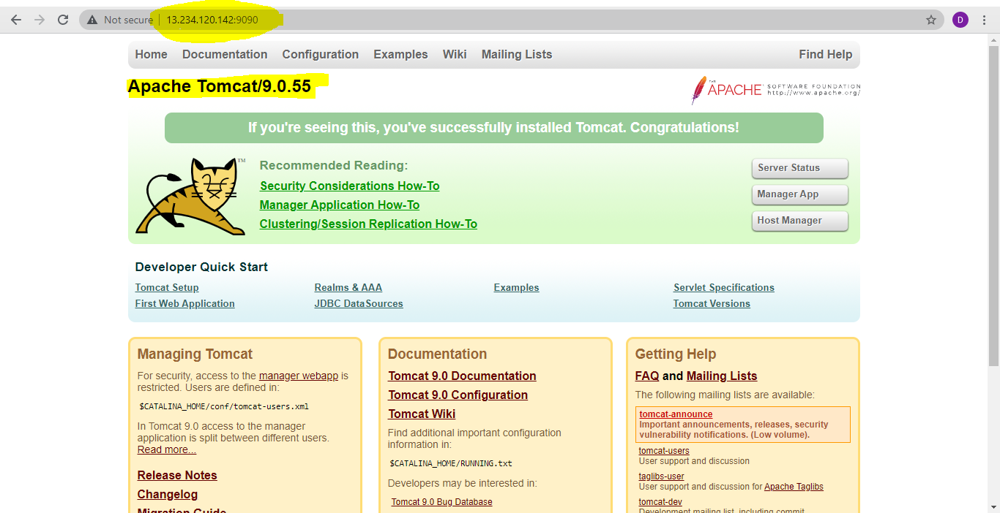 Not secure | 13.234.120.142:9090
D
Home Documentation Configuration Examples Wiki Mailing Lists Find Help
Apache Tomcat/9.0.55
THE
APACHE® SOFTWARE FOUNDATION
http://www.apache.org/
If you're seeing this, you've successfully installed Tomcat. Congratulations!
TM
Recommended Reading:
Security Considerations How-To
Manager Application How-To
Clustering/Session Replication How-To
Server Status
Manager App
Host Manager
Developer Quick Start
Tomcat Setup
First Web Application
Realms & AAA
JDBC DataSources
Examples
Servlet Specifications
Tomcat Versions
Managing Tomcat
For security, access to the manager webapp is
restricted. Users are defined in:
$CATALINA_HOME/conf/tomcat-users.xml
In Tomcat 9.0 access to the manager
application is split between different users.
Read more...
Release Notes
Changelog
Migration Guide
Documentation
Tomcat 9.0 Documentation
Tomcat 9.0 Configuration
Tomcat Wiki
Find additional important configuration
information in:
$CATALINA_HOME/RUNNING.txt
Developers may be interested in:
Tomcat 9.0 Bug Database
Getting Help
FAQ and Mailing Lists
The following mailing lists are available:
tomcat-announce
Important announcements, releases, security
vulnerability notifications. (Low volume).
tomcat-users
User support and discussion
taglibs-user
User support and discussion for Apache Taglibs
tomcat-dev
Development mailing list, including commit